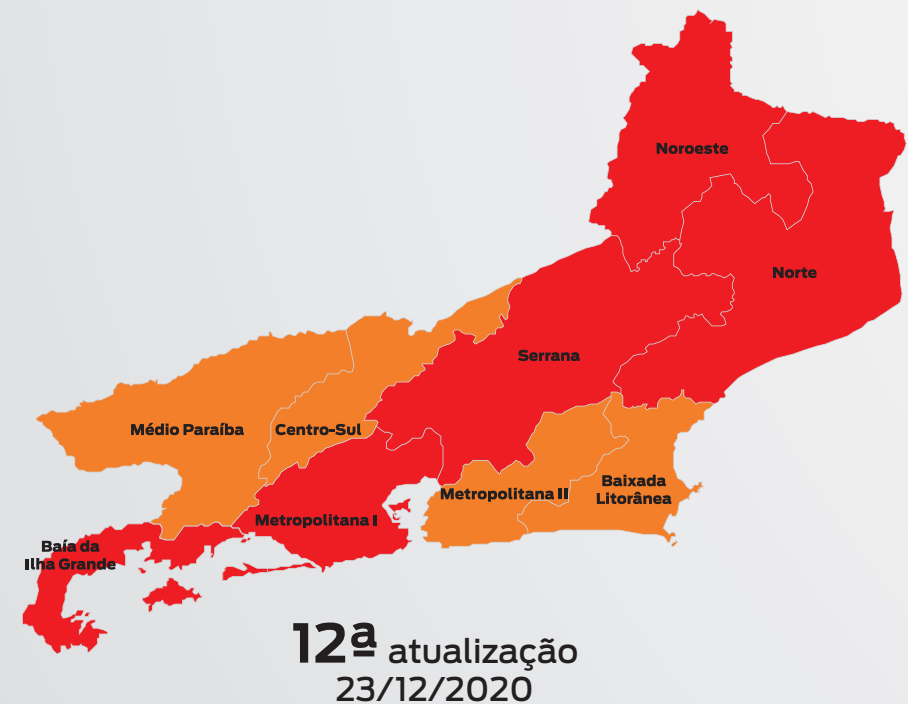 Noroeste
Norte
Serrana
Médio Paraíba
Centro-Sul
Metropolitana II
Baixada
Litorânea
Metropolitana I
Baía da
Ilha Grande
12ª atualização
23/12/2020